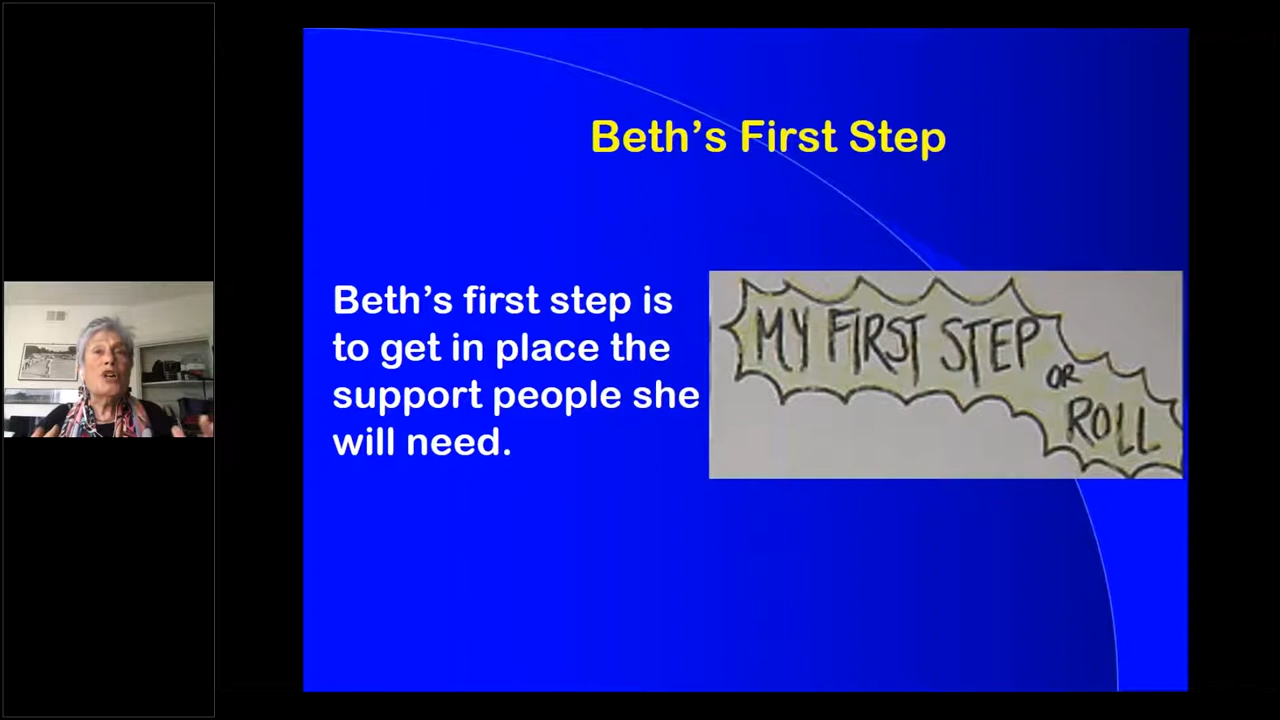 Beth’s First Step
Beth’s first step is
to get in place the
support people she
will need.
MY FIRST STEP
OR
ROLL